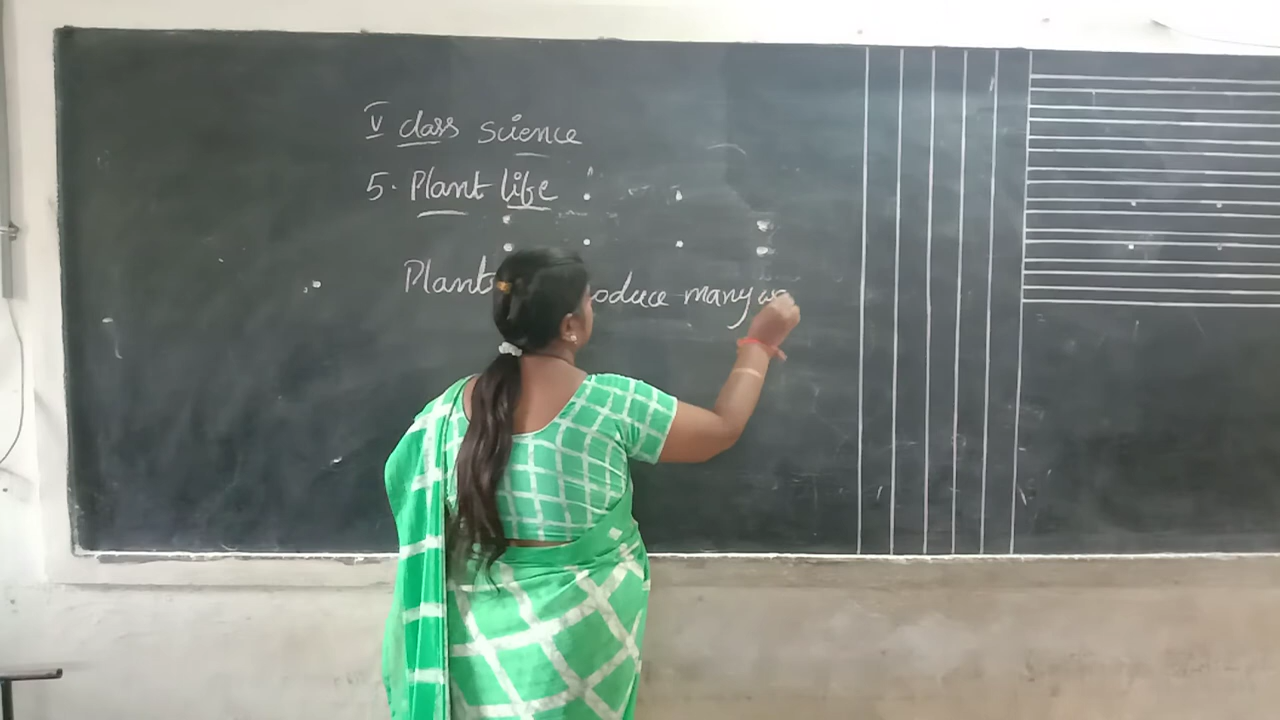 V class science
5. Plant life
Plant oduce many